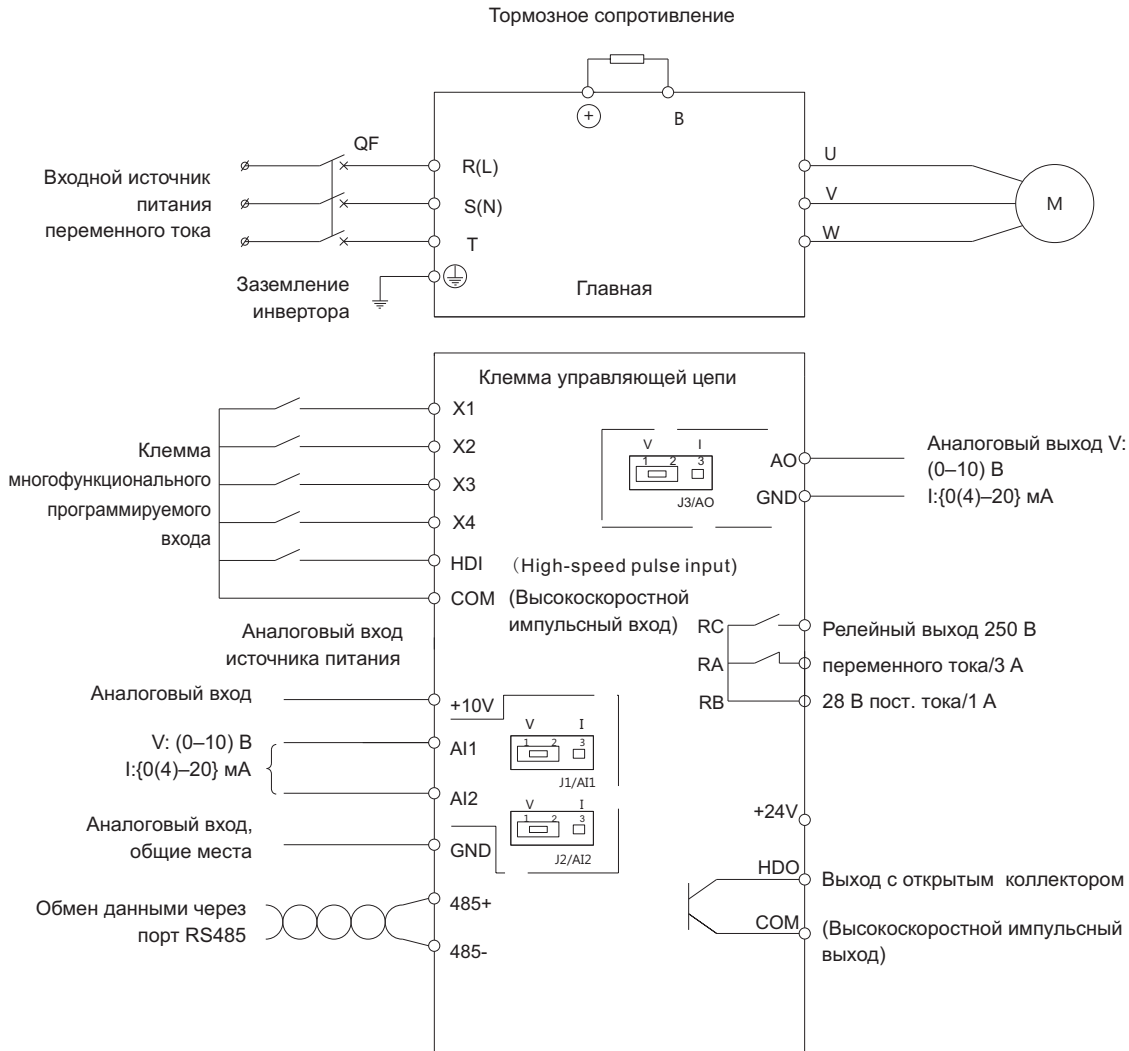 Тормозное сопротивление
+
B
QF
Входной источник
питания
переменного тока
R(L)
S(N)
T
U
V
W
M
Заземление
инвертора
Главная
Клемма управляющей цепи
Клемма
многофункционального
программируемого
входа
X1
X2
X3
X4
HDI
(High-speed pulse input)
COM
(Высокоскоростной
импульсный вход)
V I
1 2 3
J3/AO
AO
GND
Аналоговый выход V:
(0–10) В
I:{0(4)–20} мА
RC
RA
RB
Релейный выход 250 В
переменного тока/3 А
28 В пост. тока/1 А
Аналоговый вход
источника питания
Аналоговый вход
V: (0–10) В
I:{0(4)–20} мА
Аналоговый вход,
общие места
+10V
AI1
AI2
GND
V I
1 2 3
J1/AI1
V I
1 2 3
J2/AI2
Обмен данными через
порт RS485
485+
485-
+24V
HDO
COM
Выход с открытым коллектором
(Высокоскоростной импульсный
выход)